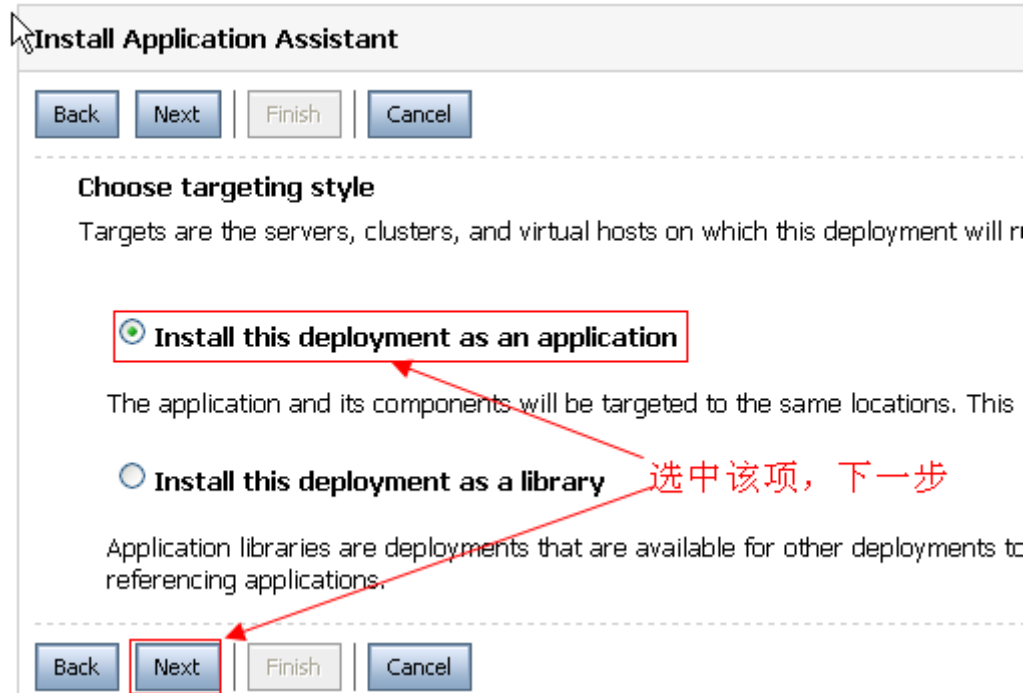 Install Application Assistant
Back Next Finish Cancel
Choose targeting style
Targets are the servers, clusters, and virtual hosts on which this deployment will
Install this deployment as an application
The application and its components will be targeted to the same locations. This
Install this deployment as a library
选中该项，下一步
Application libraries are deployments that are available for other deployments to
referencing applications.
Back Next Finish Cancel